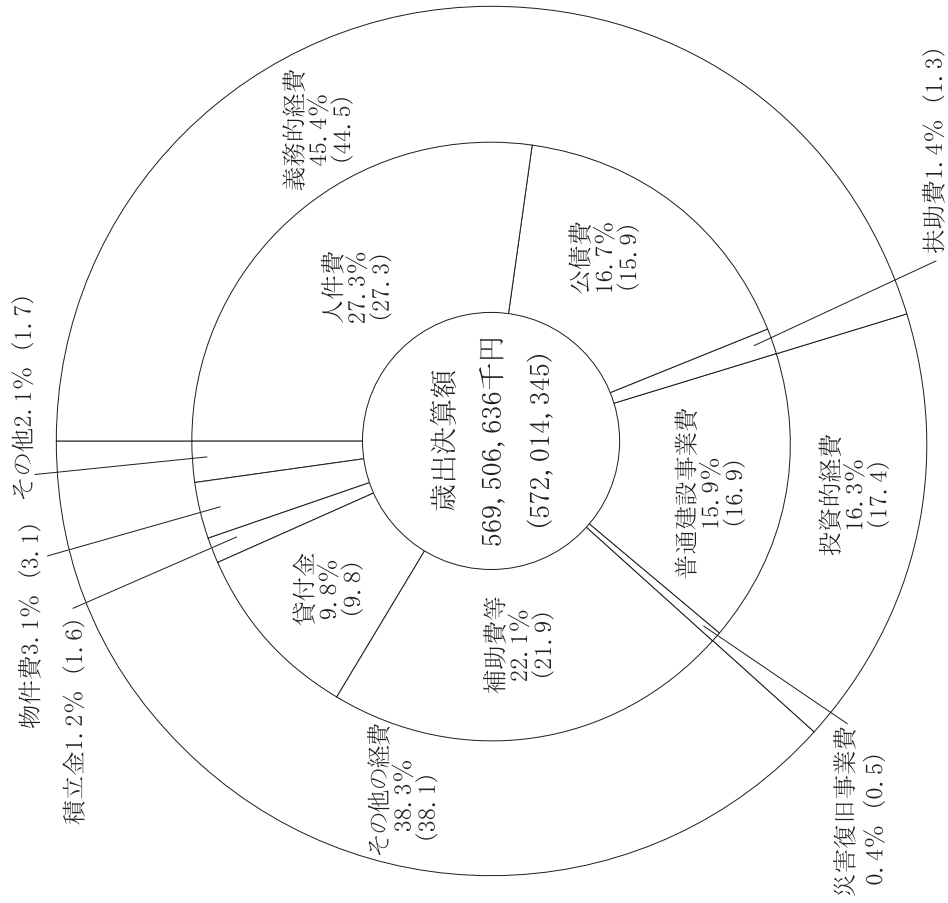 歳出決算額
569,506,636千円
(572,014,345)
義務的経費
45.4%
(44.5)
人件費
27.3%
(27.3)
公債費
16.7%
(15.9)
扶助費1.4% (1.3)
投資的経費
16.3%
(17.4)
普通建設事業費
15.9%
(16.9)
災害復旧事業費
0.4% (0.5)
その他の経費
38.3%
(38.1)
補助費等
22.1%
(21.9)
貸付金
9.8%
(9.8)
積立金1.2% (1.6)
物件費3.1% (3.1)
その他2.1% (1.7)